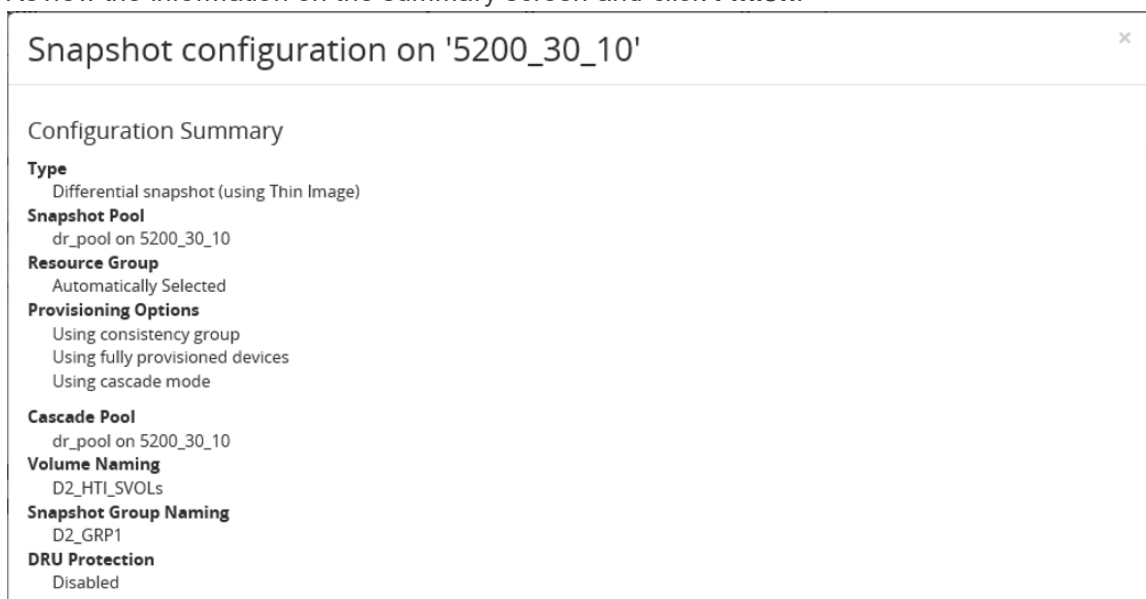 Snapshot configuration on '5200_30_10'
×
Configuration Summary
Type
Differential snapshot (using Thin Image)
Snapshot Pool
dr_pool on 5200_30_10
Resource Group
Automatically Selected
Provisioning Options
Using consistency group
Using fully provisioned devices
Using cascade mode
Cascade Pool
dr_pool on 5200_30_10
Volume Naming
D2_HTI_SVOLs
Snapshot Group Naming
D2_GRP1
DRU Protection
Disabled